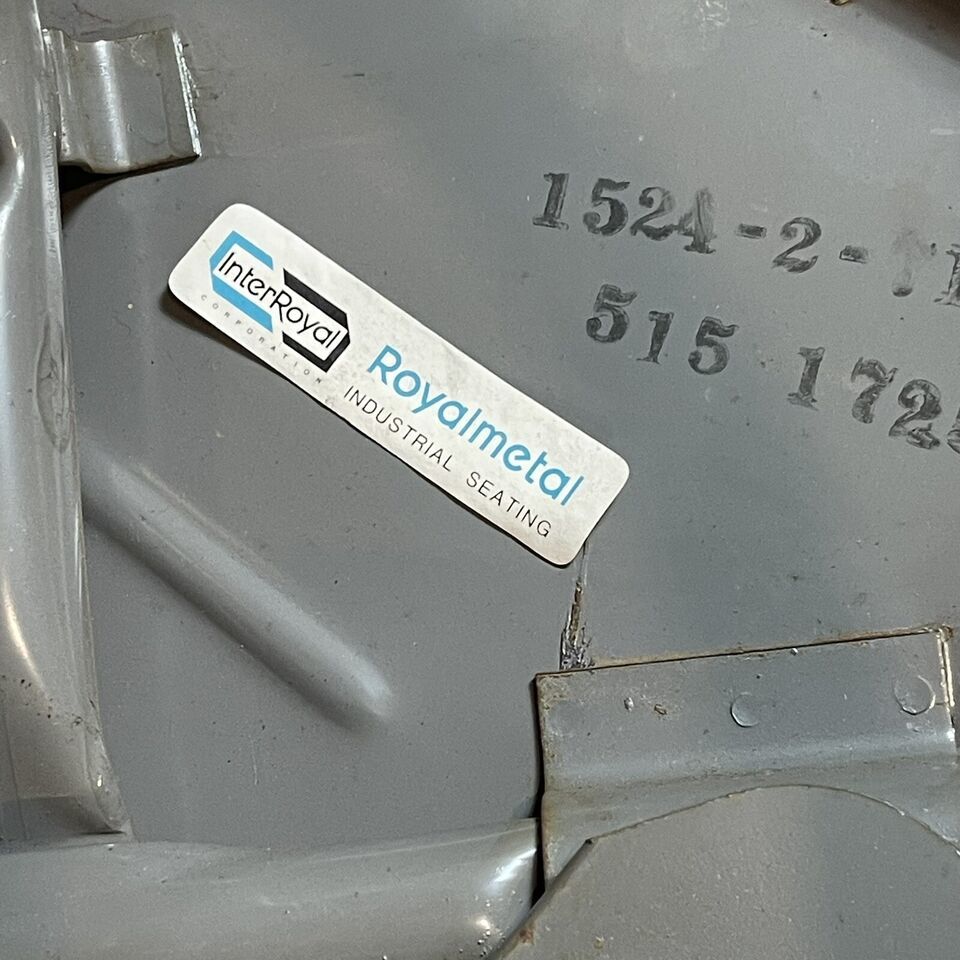 InterRoyal
CORPORATION
Royalmetal
INDUSTRIAL SEATING
1524-2-
515 172